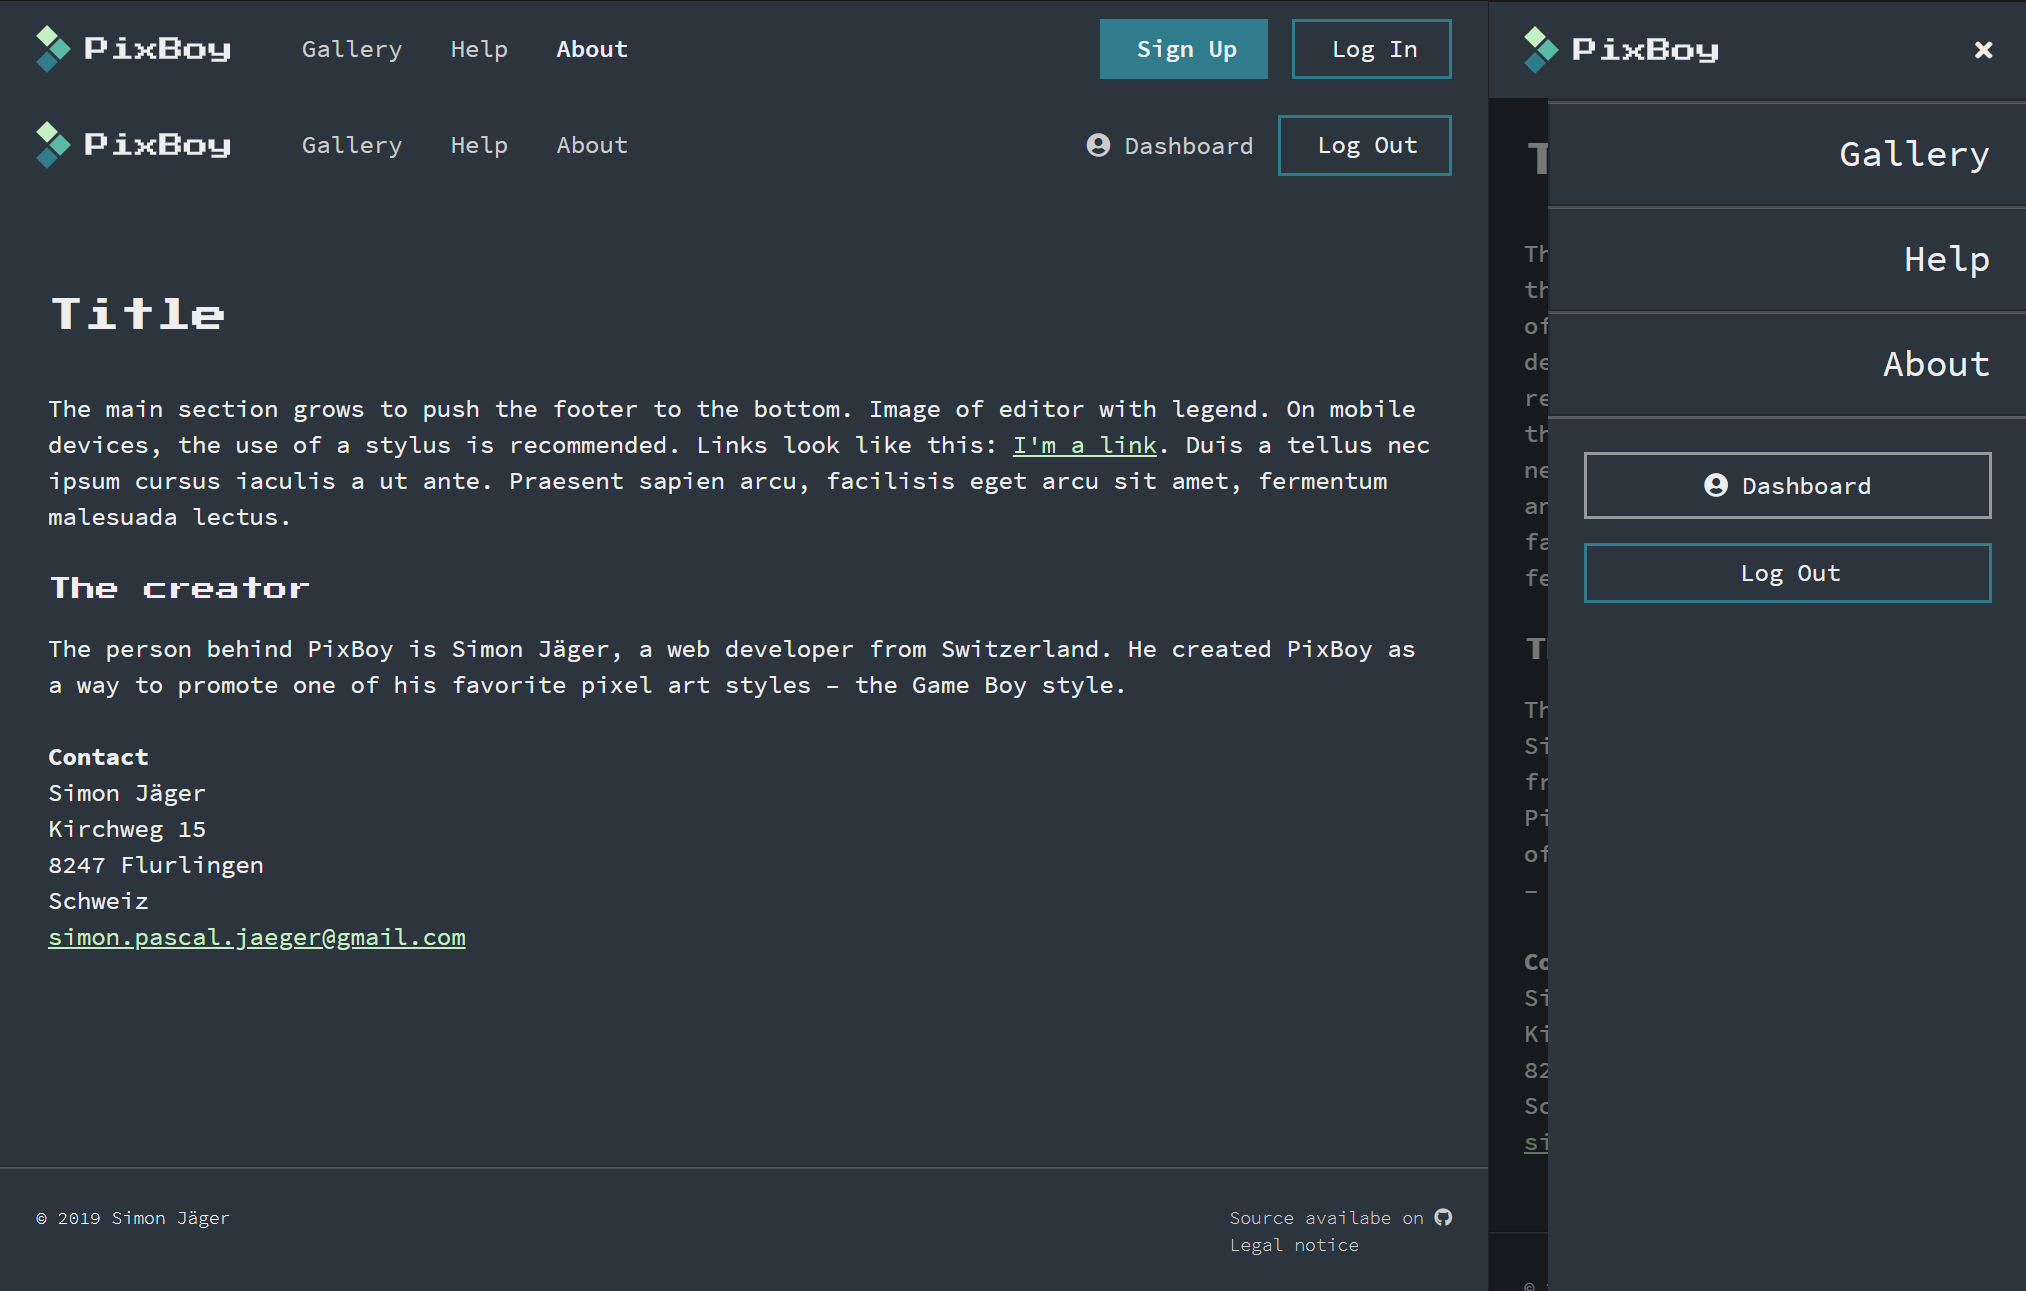 PixBoy Gallery Help About Sign Up Log In
PixBoy Gallery Help About Dashboard Log Out
Title
The main section grows to push the footer to the bottom. Image of editor with legend. On mobile
devices, the use of a stylus is recommended. Links look like this: I'm a link. Duis a tellus nec
ipsum cursus iaculis a ut ante. Praesent sapien arcu, facilisis eget arcu sit amet, fermentum
malesuada lectus.
The creator
The person behind PixBoy is Simon Jäger, a web developer from Switzerland. He created PixBoy as
a way to promote one of his favorite pixel art styles – the Game Boy style.
Contact
Simon Jäger
Kirchweg 15
8247 Flurlingen
Schweiz
simon.pascal.jaeger@gmail.com
© 2019 Simon Jäger
Source availabe on
Legal notice
PixBoy
Gallery
Help
About
Dashboard
Log Out
T
Th
th
of
de
re
th
ne
ar
fa
fe
T
Th
Si
fr
Pi
of
–
Co
Si
Ki
82
Sc
si
©